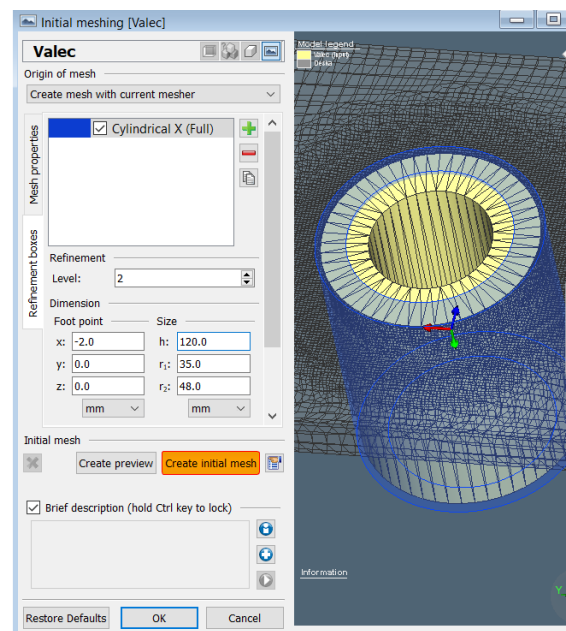 Initial meshing [Valec]
Valec
Origin of mesh
Create mesh with current mesher
Mesh properties
Refinement boxes
Cylindrical X (Full)
Refinement
Level: 2
Dimension
Foot point Size
x: -2.0 h: 120.0
y: 0.0 r₁: 35.0
z: 0.0 r₂: 48.0
mm mm
Initial mesh
Create preview Create initial mesh
Brief description (hold Ctrl key to lock)
Restore Defaults OK Cancel
Model legend
Valec (Input)
Deska
Information
Y